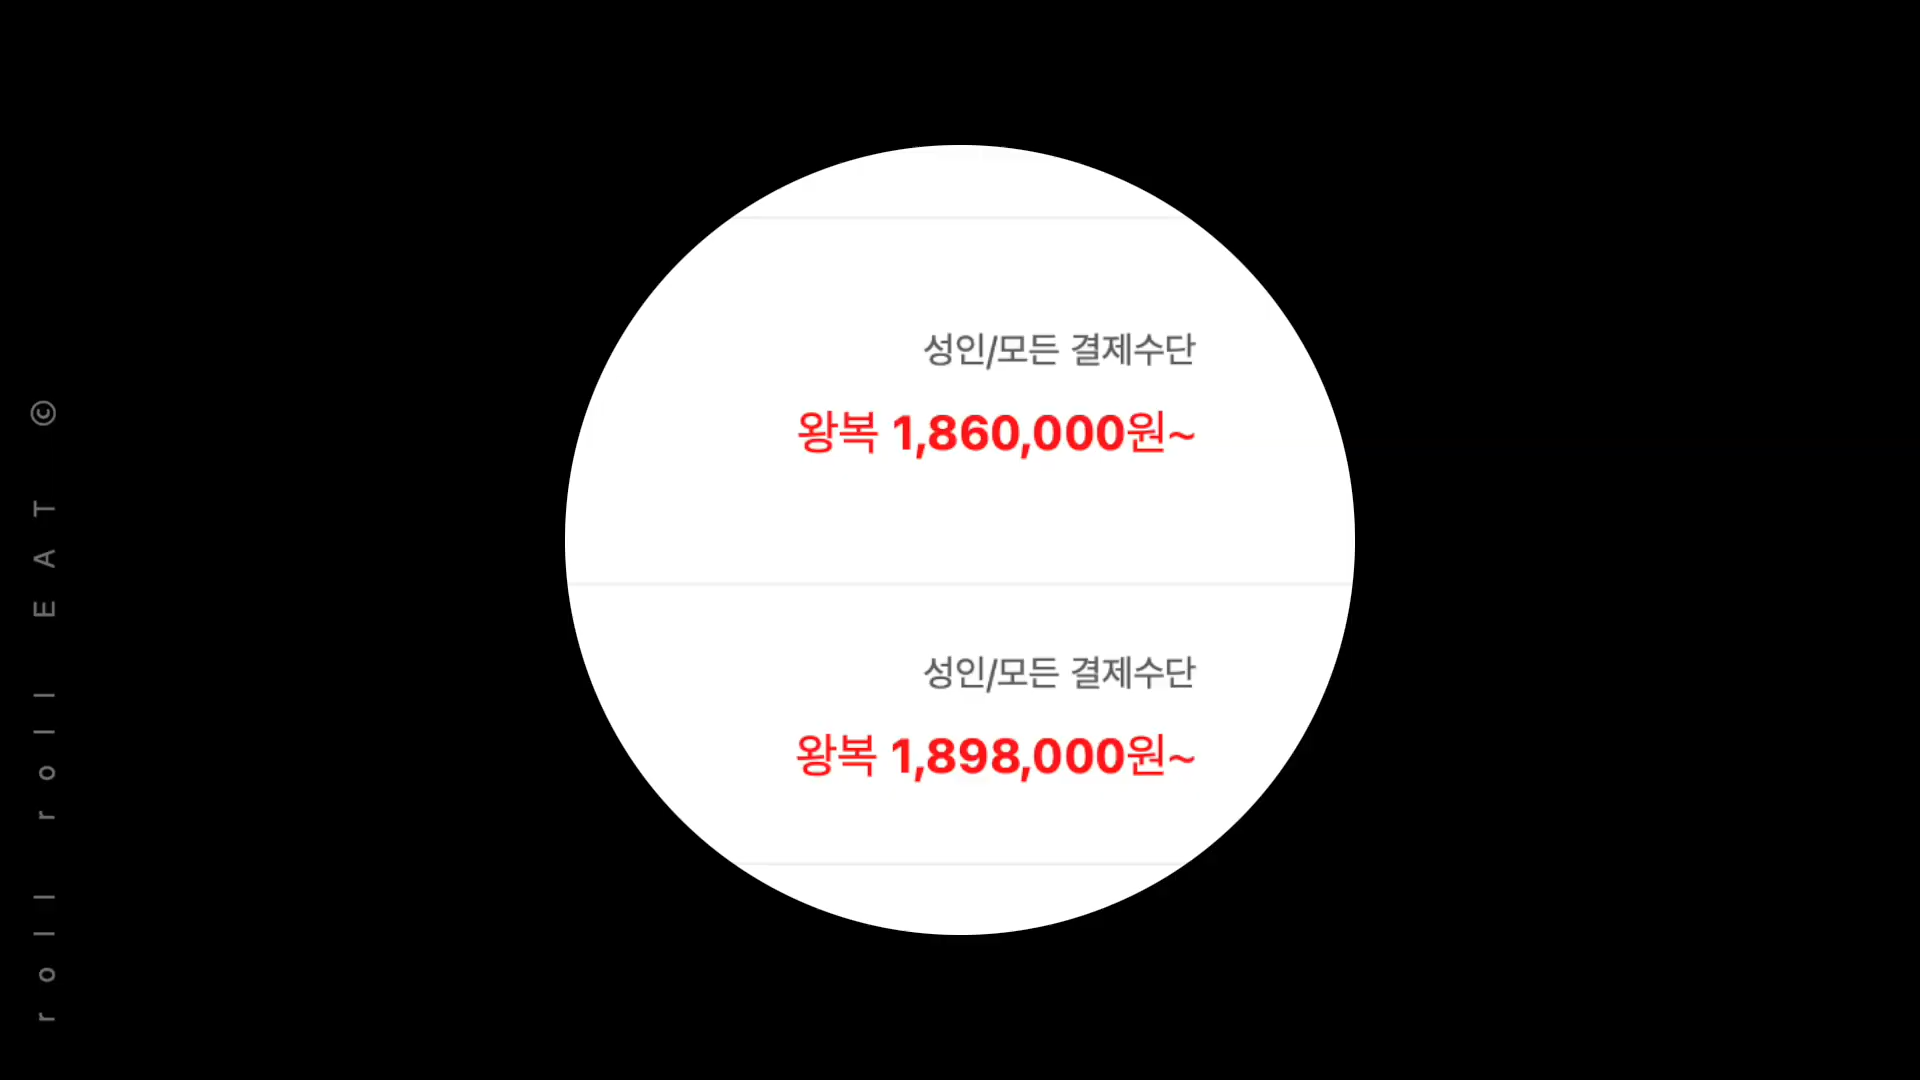 성인/모든 결제수단
왕복 1,860,000원~
성인/모든 결제수단
왕복 1,898,000원~
roll roll EAT ©